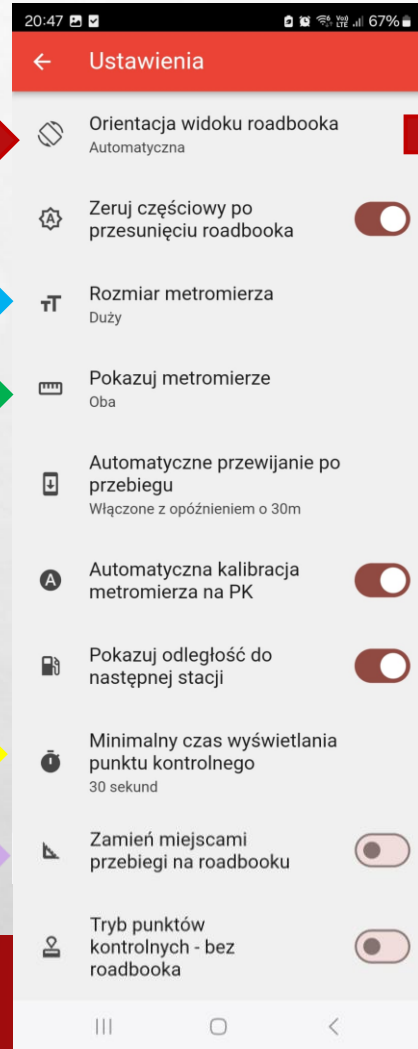 20:47 67%
Ustawienia
Orientacja widoku roadbooka
Automatyczna
Zeruj częściowy po
przesunięciu roadbooka
Rozmiar metromierza
Duży
Pokazuj metromierze
Oba
Automatyczne przewijanie po
przebiegu
Włączone z opóźnieniem o 30m
Automatyczna kalibracja
metromierza na PK
Pokazuj odległość do
następnej stacji
Minimalny czas wyświetlania
punktu kontrolnego
30 sekund
Zamień miejscami
przebiegi na roadbooku
Tryb punktów
kontrolnych - bez
roadbooka